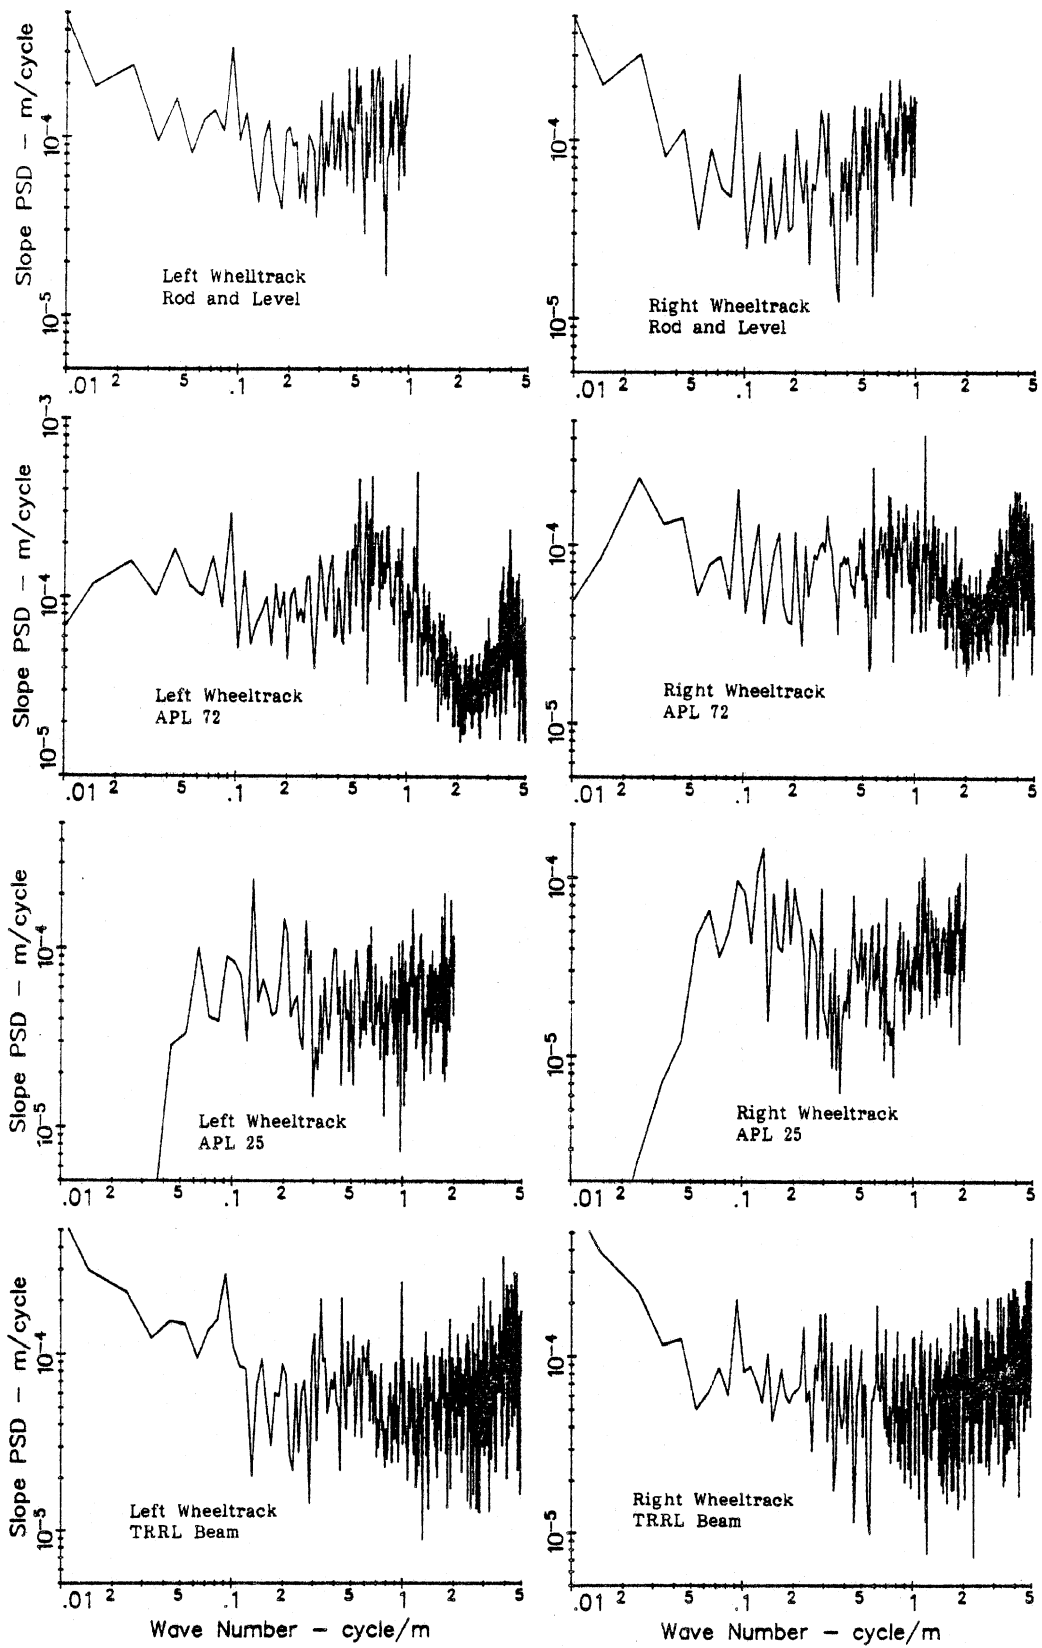 Slope PSD - m/cycle
10-4
10-5
Left Whelltrack
Rod and Level
.01 2 5 .1 2 5 1 2 5
10-4
10-5
Right Wheeltrack
Rod and Level
.01 2 5 .1 2 5 1 2 5
Slope PSD - m/cycle
10-3
10-4
10-5
Left Wheeltrack
APL 72
.01 2 5 .1 2 5 1 2 5
10-4
10-5
Right Wheeltrack
APL 72
.01 2 5 .1 2 5 1 2 5
Slope PSD - m/cycle
10-4
10-5
Left Wheeltrack
APL 25
.01 2 5 .1 2 5 1 2 5
10-4
10-5
Right Wheeltrack
APL 25
.01 2 5 .1 2 5 1 2 5
Slope PSD - m/cycle
10-4
10-5
Left Wheeltrack
TRRL Beam
.01 2 5 .1 2 5 1 2 5
Wave Number - cycle/m
10-4
10-5
Right Wheeltrack
TRRL Beam
.01 2 5 .1 2 5 1 2 5
Wave Number - cycle/m